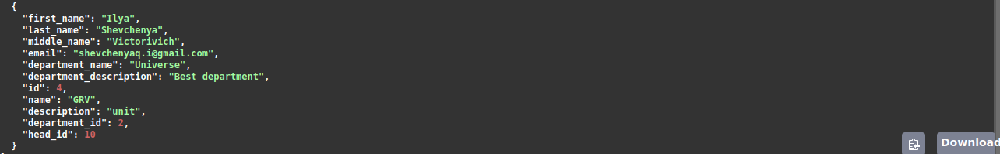 {
"first_name": "Ilya",
"last_name": "Shevchenya",
"middle_name": "Victorivich",
"email": "shevchenyaq.i@gmail.com",
"department_name": "Universe",
"department_description": "Best department",
"id": 4,
"name": "GRV",
"description": "unit",
"department_id": 2,
"head_id": 10
}
Download